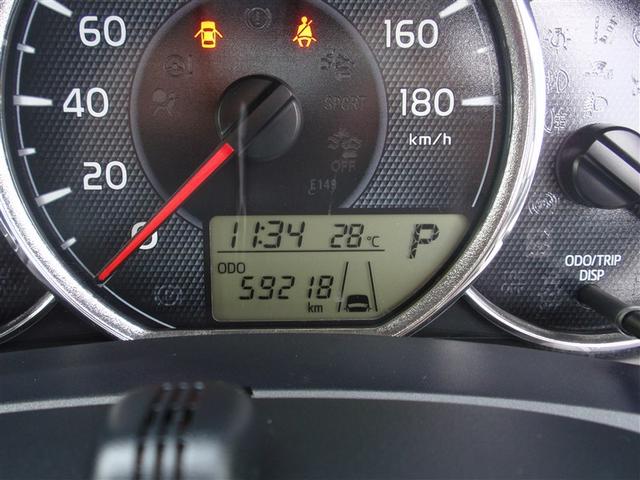 60
160
40
SPORT
180
km/h
OFF
20
E149
0
11:34 28°C P
ODO
59218 km
ODO/TRIP
DISP